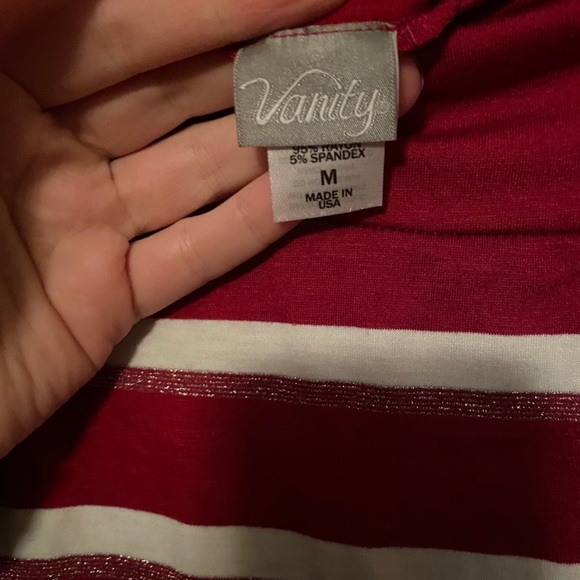 Vanity
95% RAYON
5% SPANDEX
M
MADE IN
USA